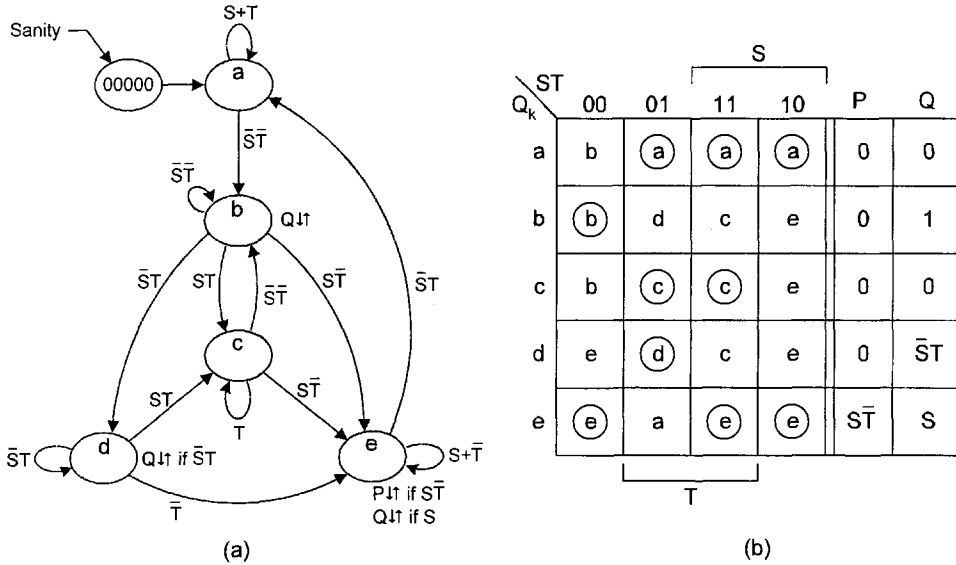 Sanity
00000
S+T
a
S̄T̄
S̄T̄
b
Q↓↑
S̄T
ST
S̄T̄
ST̄
S̄T
c
ST
ST̄
T
S̄T
d
Q↓↑ if S̄T
T̄
e
S+T̄
P↓↑ if ST̄
Q↓↑ if S
(a)
S
ST
Qk 00 01 11 10 P Q
a b a a a 0 0
b b d c e 0 1
c b c c e 0 0
d e d c e 0 S̄T
e e a e e ST̄ S
T
(b)